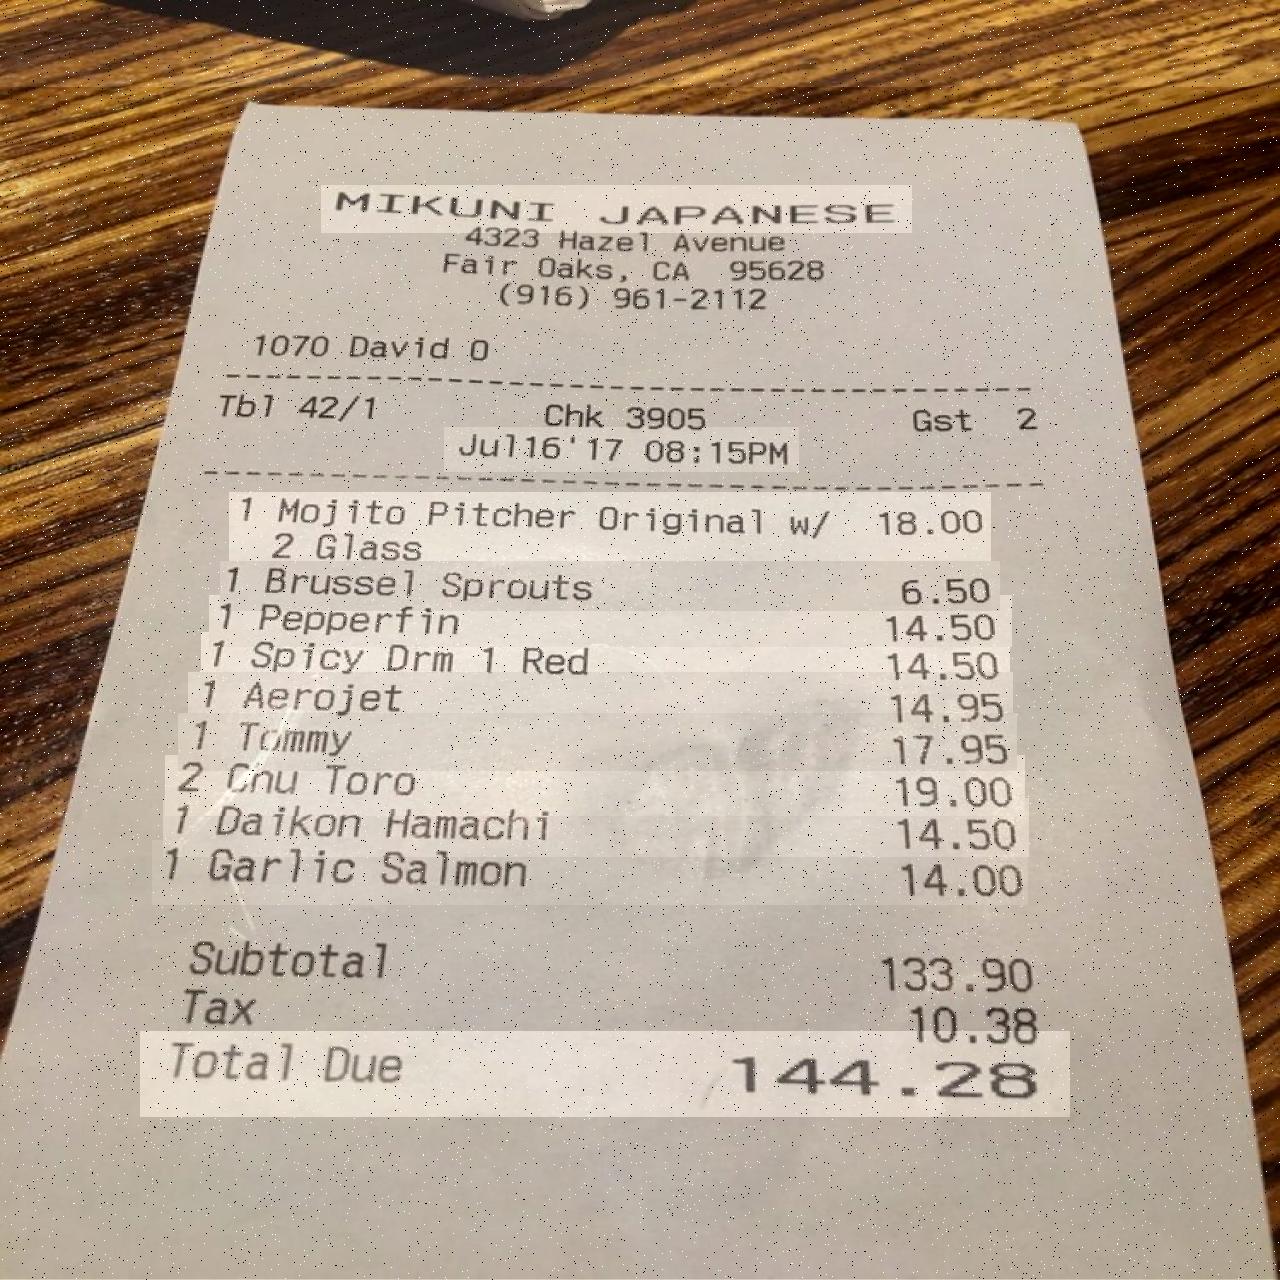 MIKUNI JAPANESE
4323 Hazel Avenue
Fair Oaks, CA 95628
(916) 961-2112
1070 David O
Tbl 42/1 Chk 3905 Gst 2
Jul16'17 08:15PM
1 Mojito Pitcher Original w/ 18.00
2 Glass
1 Brussel Sprouts 6.50
1 Pepperfin 14.50
1 Spicy Drm 1 Red 14.50
1 Aerojet 14.95
1 Tommy 17.95
2 Cnu Toro 19.00
1 Daikon Hamachi 14.50
1 Garlic Salmon 14.00
Subtotal 133.90
Tax 10.38
Total Due 144.28